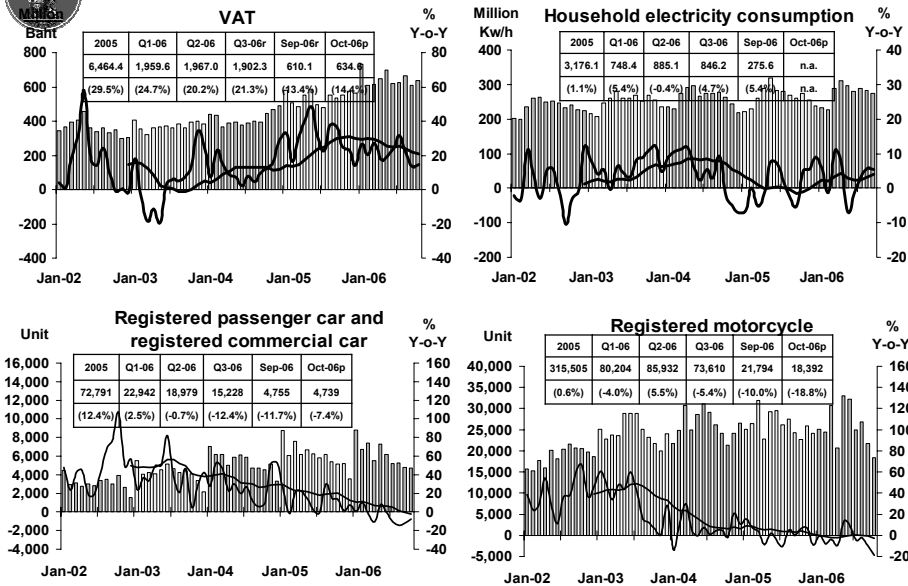 VAT
Million
Baht
%
Y-o-Y
2005 Q1-06 Q2-06 Q3-06r Sep-06r Oct-06p
6,464.4 1,959.6 1,967.0 1,902.3 610.1 634.6
(29.5%) (24.7%) (20.2%) (21.3%) (13.4%) (14.4%)
800
600
400
200
0
-200
-400
80
60
40
20
0
-20
-40
Jan-02 Jan-03 Jan-04 Jan-05 Jan-06
Household electricity consumption
Million
Kw/h
%
Y-o-Y
2005 Q1-06 Q2-06 Q3-06 Sep-06 Oct-06p
3,176.1 748.4 885.1 846.2 275.6 n.a.
(1.1%) (5.4%) (-0.4%) (4.7%) (5.4%) n.a.
400
300
200
100
0
-100
-200
40
30
20
10
0
-10
-20
Jan-02 Jan-03 Jan-04 Jan-05 Jan-06
Registered passenger car and
registered commercial car
Unit
%
Y-o-Y
2005 Q1-06 Q2-06 Q3-06 Sep-06 Oct-06p
72,791 22,942 18,979 15,228 4,755 4,739
(12.4%) (2.5%) (-0.7%) (-12.4%) (-11.7%) (-7.4%)
16,000
14,000
12,000
10,000
8,000
6,000
4,000
2,000
0
-2,000
-4,000
160
140
120
100
80
60
40
20
0
-20
-40
Jan-02 Jan-03 Jan-04 Jan-05 Jan-06
Registered motorcycle
Unit
%
Y-o-Y
2005 Q1-06 Q2-06 Q3-06 Sep-06 Oct-06p
315,505 80,204 85,932 73,610 21,794 18,392
(0.6%) (-4.0%) (5.5%) (-5.4%) (-10.0%) (-18.8%)
40,000
35,000
30,000
25,000
20,000
15,000
10,000
5,000
0
-5,000
160
140
120
100
80
60
40
20
0
-20
Jan-02 Jan-03 Jan-04 Jan-05 Jan-06